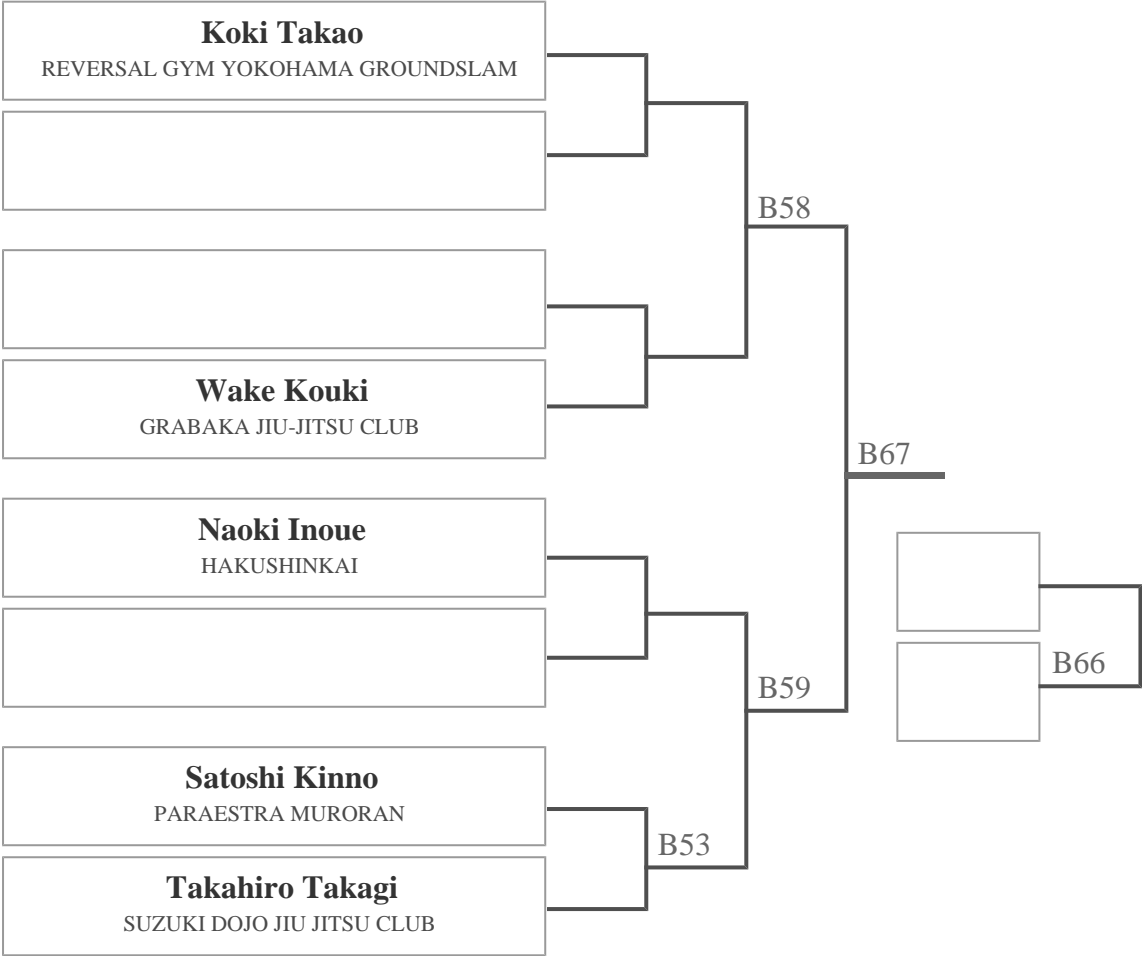 Koki Takao
REVERSAL GYM YOKOHAMA GROUNDSLAM
B58
Wake Kouki
GRABAKA JIU-JITSU CLUB
B67
Naoki Inoue
HAKUSHINKAI
B66
B59
Satoshi Kinno
PARAESTRA MURORAN
B53
Takahiro Takagi
SUZUKI DOJO JIU JITSU CLUB